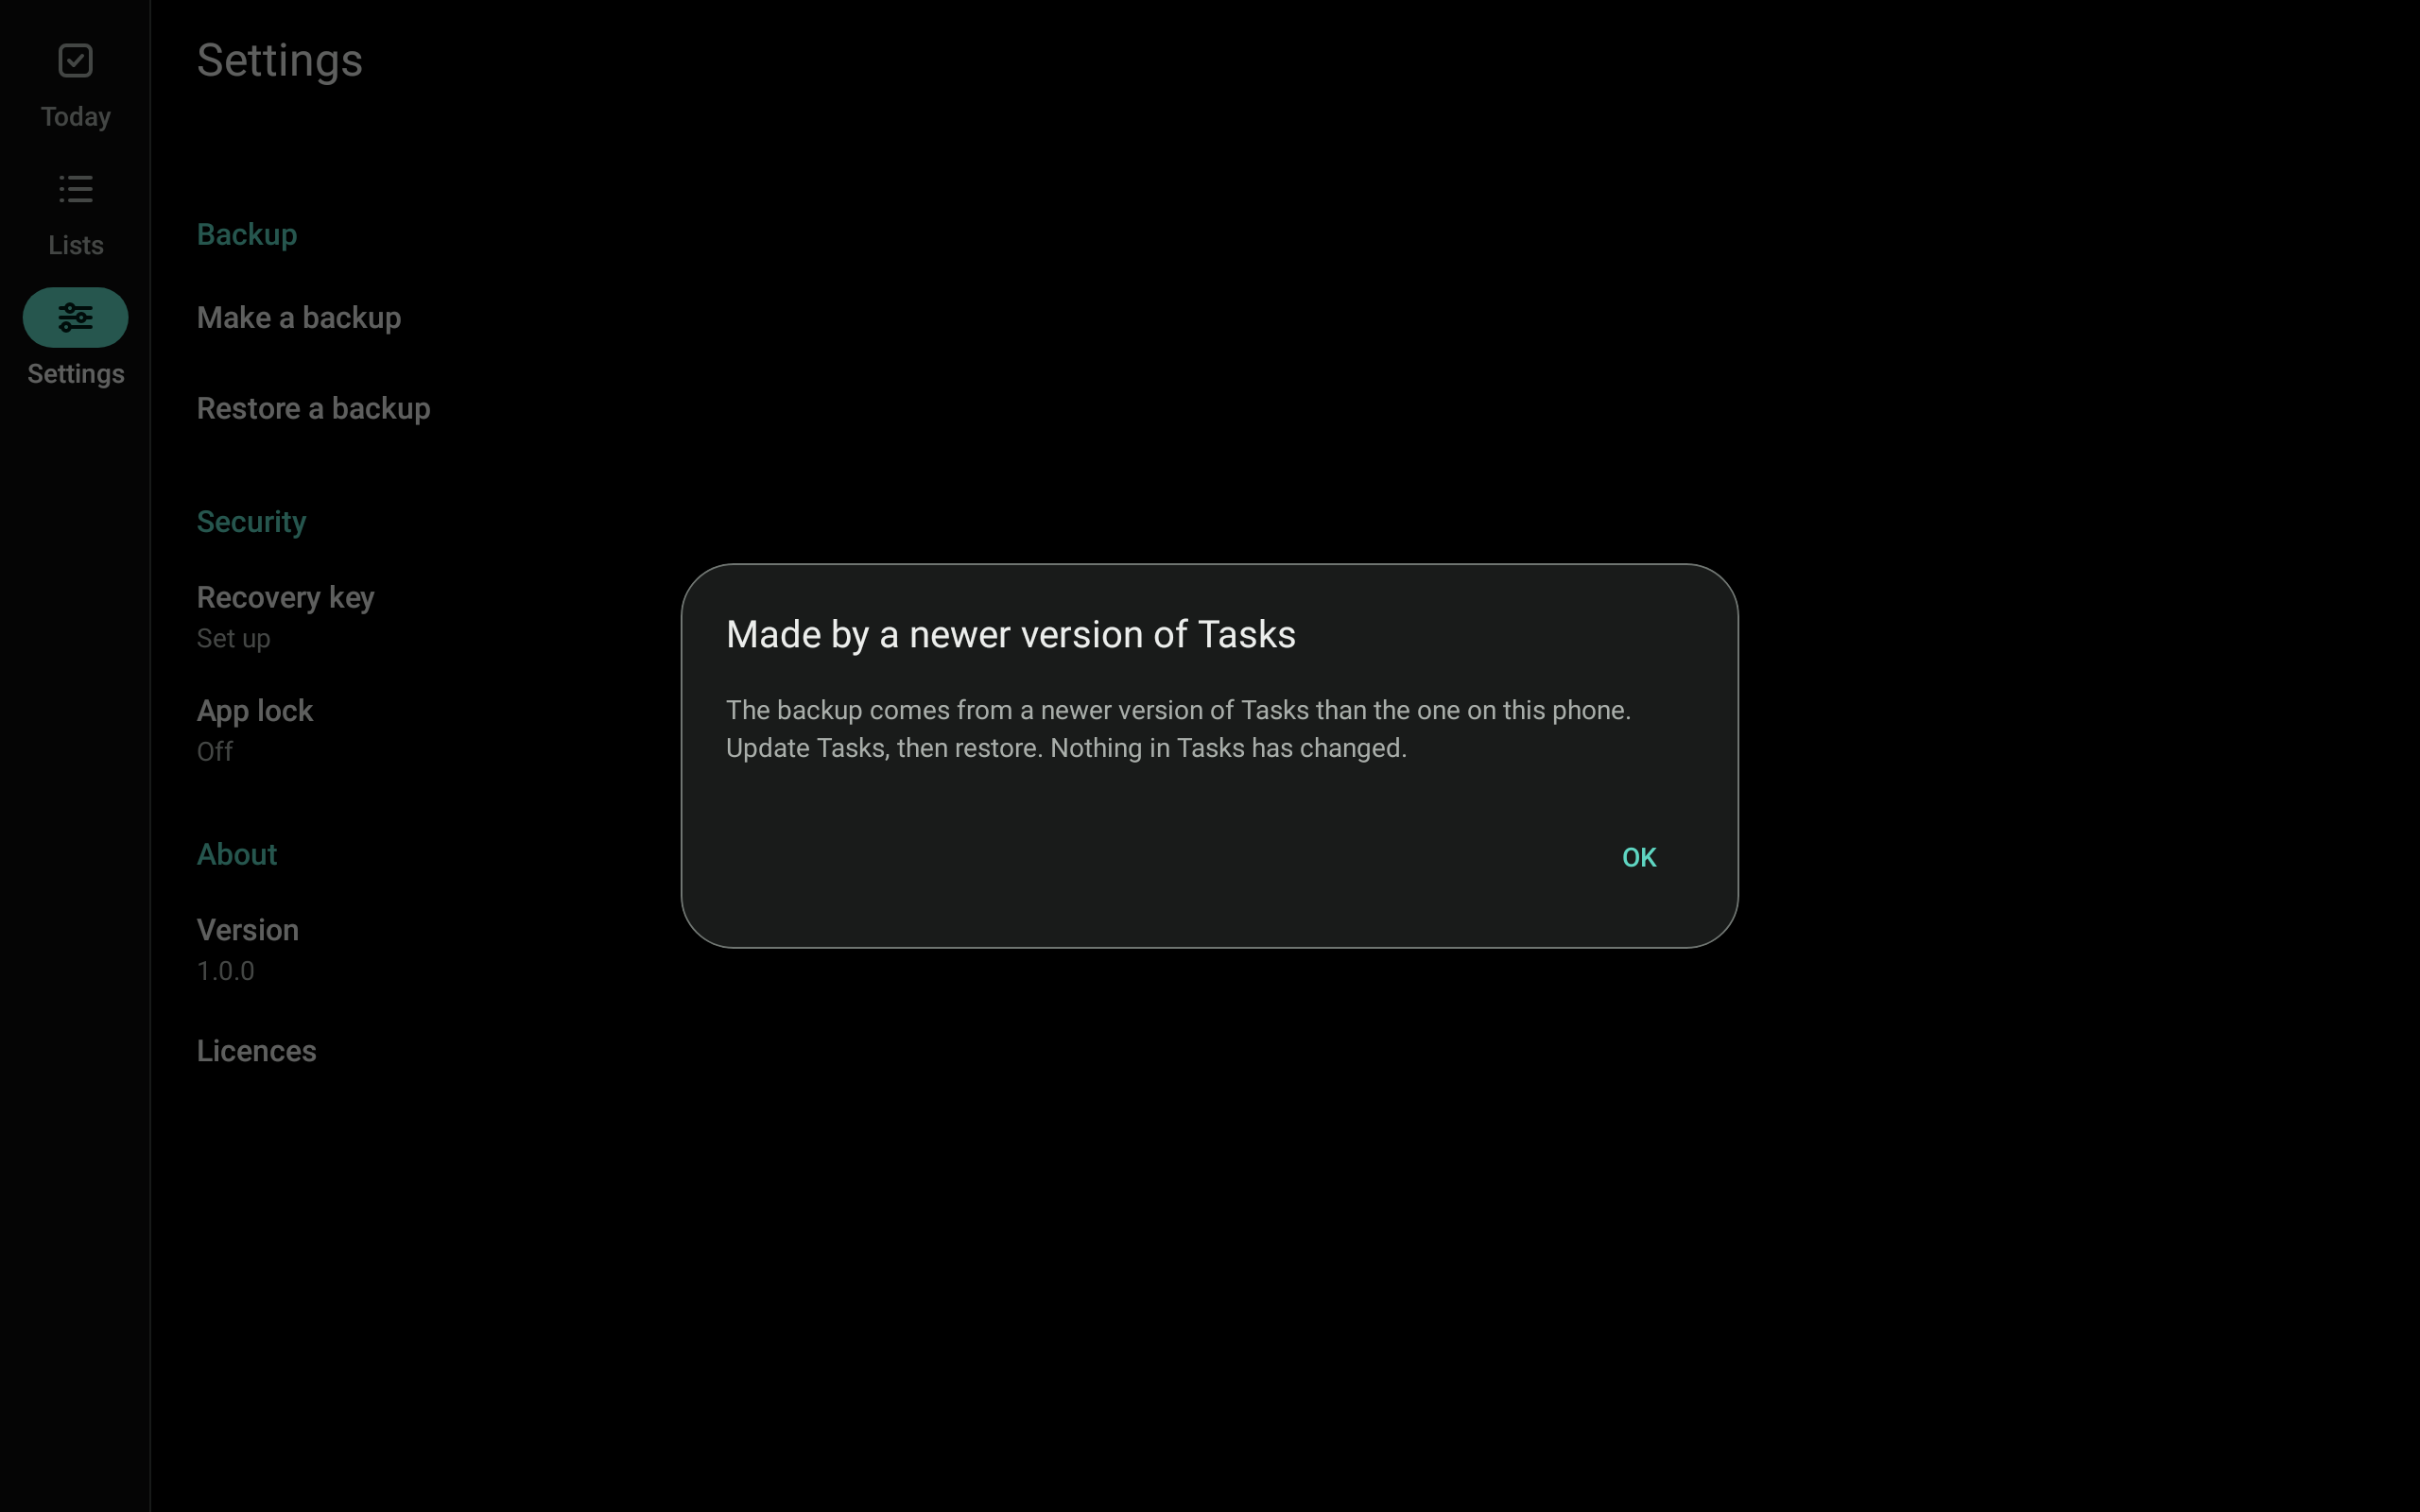 Settings
Today
Lists
Settings
Backup
Make a backup
Restore a backup
Security
Recovery key
Set up
App lock
Off
About
Version
1.0.0
Licences
Made by a newer version of Tasks
The backup comes from a newer version of Tasks than the one on this phone.
Update Tasks, then restore. Nothing in Tasks has changed.
OK